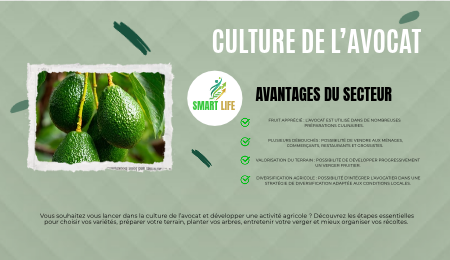 CULTURE DE L'AVOCAT
SMART LIFE
AVANTAGES DU SECTEUR
FRUIT APPRÉCIÉ : L'AVOCAT EST UTILISÉ DANS DE NOMBREUSES
PRÉPARATIONS CULINAIRES.
PLUSIEURS DÉBOUCHÉS : POSSIBILITÉ DE VENDRE AUX MÉNAGES,
COMMERÇANTS, RESTAURANTS ET GROSSISTES.
VALORISATION DU TERRAIN : POSSIBILITÉ DE DÉVELOPPER PROGRESSIVEMENT
UN VERGER FRUITIER.
DIVERSIFICATION AGRICOLE : POSSIBILITÉ D'INTÉGRER L'AVOCATIER DANS UNE
STRATÉGIE DE DIVERSIFICATION ADAPTÉE AUX CONDITIONS LOCALES.
Vous souhaitez vous lancer dans la culture de l'avocat et développer une activité agricole ? Découvrez les étapes essentielles
pour choisir vos variétés, préparer votre terrain, planter vos arbres, entretenir votre verger et mieux organiser vos récoltes.